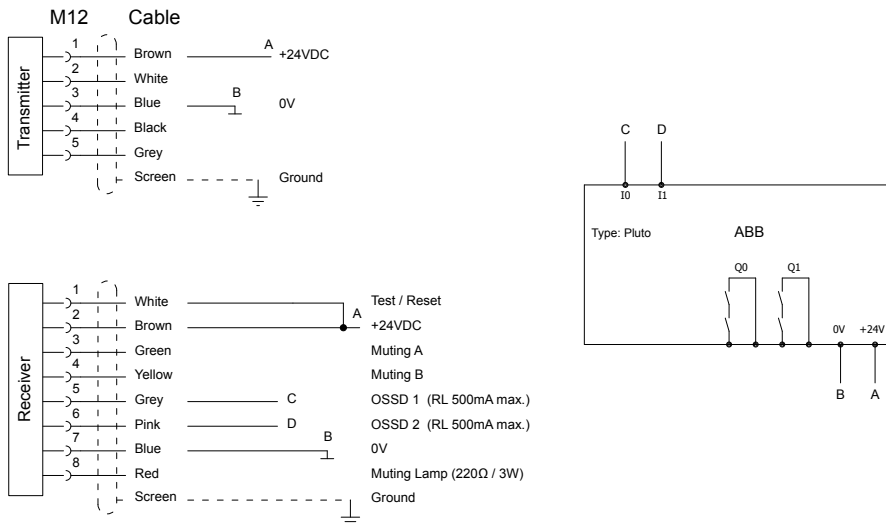 M12 Cable
Transmitter
1 Brown A +24VDC
2 White
3 Blue B 0V
4 Black
5 Grey
Screen Ground
Receiver
1 White Test / Reset
2 Brown A +24VDC
3 Green Muting A
4 Yellow Muting B
5 Grey C OSSD 1 (RL 500mA max.)
6 Pink D OSSD 2 (RL 500mA max.)
7 Blue B 0V
8 Red Muting Lamp (220Ω / 3W)
Screen Ground
C D
I0 I1
Type: Pluto ABB
Q0 Q1
0V +24V
B A